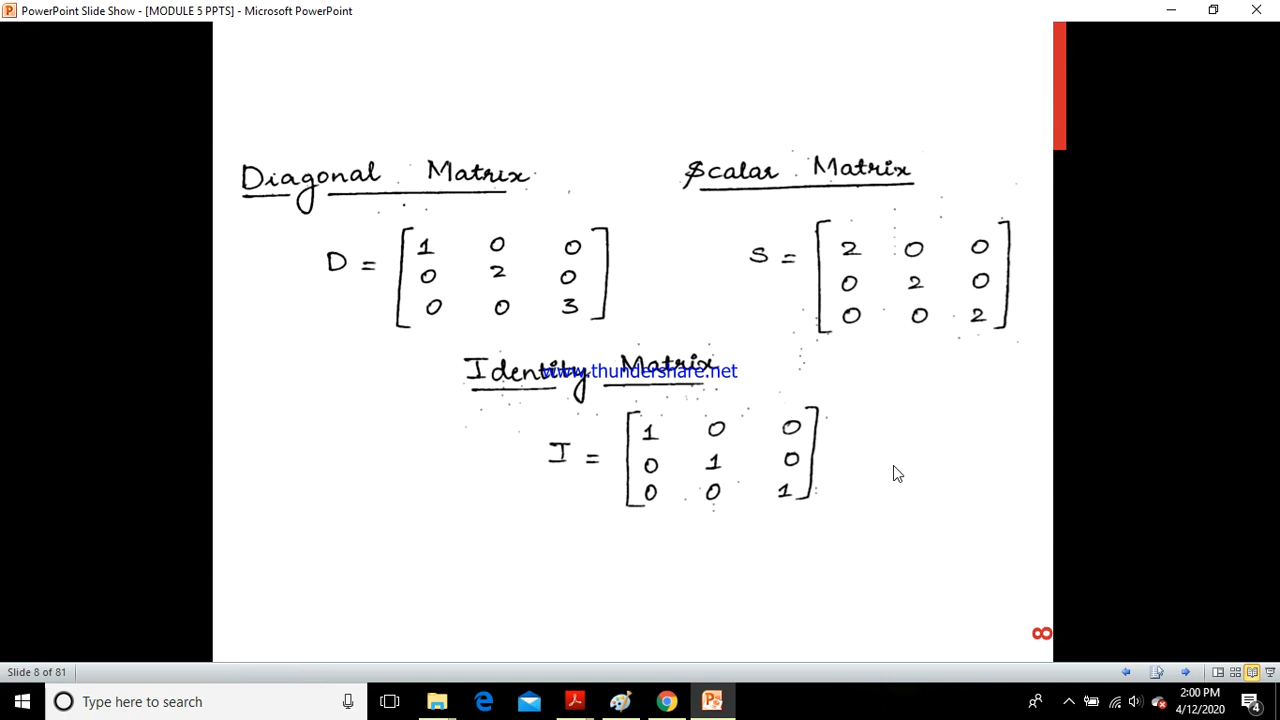 PowerPoint Slide Show - [MODULE 5 PPTS] - Microsoft PowerPoint
Diagonal Matrix
Scalar Matrix
D = [1 0 0
0 2 0
0 0 3]
S = [2 0 0
0 2 0
0 0 2]
Identity Matrix
www.thundershare.net
I = [1 0 0
0 1 0
0 0 1]
8
Slide 8 of 81
Type here to search
2:00 PM
4/12/2020
4